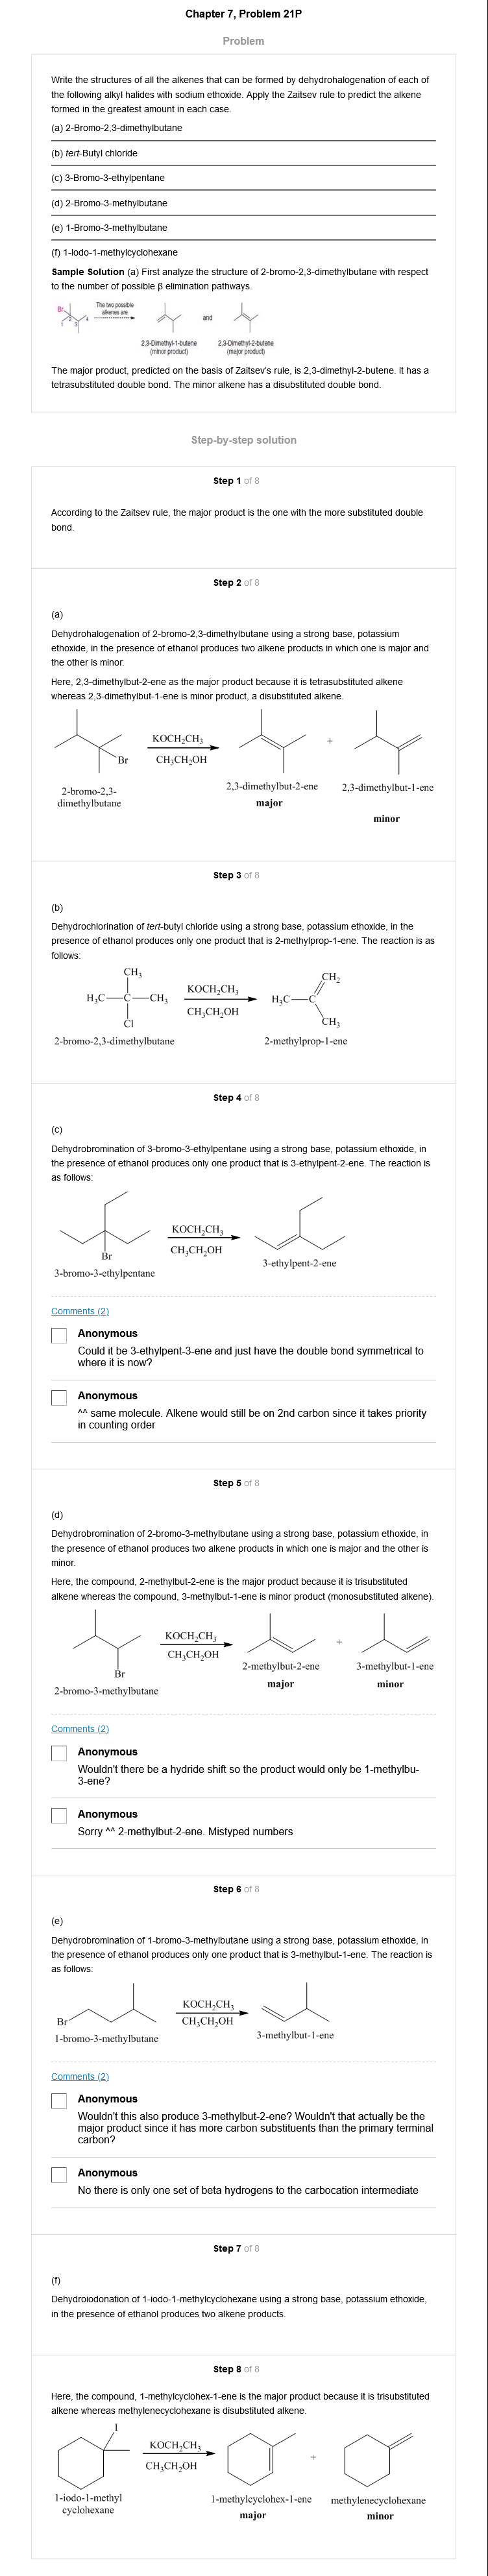 Chapter 7, Problem 21P
Problem
Write the structures of all the alkenes that can be formed by dehydrohalogenation of each of
the following alkyl halides with sodium ethoxide. Apply the Zaitsev rule to predict the alkene
formed in the greatest amount in each case.
(a) 2-Bromo-2,3-dimethylbutane
(b) tert-Butyl chloride
(c) 3-Bromo-3-ethylpentane
(d) 2-Bromo-3-methylbutane
(e) 1-Bromo-3-methylbutane
(f) 1-Iodo-1-methylcyclohexane
Sample Solution (a) First analyze the structure of 2-bromo-2,3-dimethylbutane with respect
to the number of possible β elimination pathways.
Br
1 2 3 4
The two possible
alkenes are
and
2,3-Dimethyl-1-butene
(minor product)
2,3-Dimethyl-2-butene
(major product)
The major product, predicted on the basis of Zaitsev's rule, is 2,3-dimethyl-2-butene. It has a
tetrasubstituted double bond. The minor alkene has a disubstituted double bond.
Step-by-step solution
Step 1 of 8
According to the Zaitsev rule, the major product is the one with the more substituted double
bond.
Step 2 of 8
(a)
Dehydrohalogenation of 2-bromo-2,3-dimethylbutane using a strong base, potassium
ethoxide, in the presence of ethanol produces two alkene products in which one is major and
the other is minor.
Here, 2,3-dimethylbut-2-ene as the major product because it is tetrasubstituted alkene
whereas 2,3-dimethylbut-1-ene is minor product, a disubstituted alkene.
KOCH2CH3
CH3CH2OH
Br
+
2-bromo-2,3-
dimethylbutane
2,3-dimethylbut-2-ene
major
2,3-dimethylbut-1-ene
minor
Step 3 of 8
(b)
Dehydrochlorination of tert-butyl chloride using a strong base, potassium ethoxide, in the
presence of ethanol produces only one product that is 2-methylprop-1-ene. The reaction is as
follows:
CH3
H3C—C—CH3
Cl
KOCH2CH3
CH3CH2OH
CH2
H3C—C
CH3
2-bromo-2,3-dimethylbutane
2-methylprop-1-ene
Step 4 of 8
(c)
Dehydrobromination of 3-bromo-3-ethylpentane using a strong base, potassium ethoxide, in
the presence of ethanol produces only one product that is 3-ethylpent-2-ene. The reaction is
as follows:
KOCH2CH3
CH3CH2OH
Br
3-bromo-3-ethylpentane
3-ethylpent-2-ene
Comments (2)
Anonymous
Could it be 3-ethylpent-3-ene and just have the double bond symmetrical to
where it is now?
Anonymous
^^ same molecule. Alkene would still be on 2nd carbon since it takes priority
in counting order
Step 5 of 8
(d)
Dehydrobromination of 2-bromo-3-methylbutane using a strong base, potassium ethoxide, in
the presence of ethanol produces two alkene products in which one is major and the other is
minor.
Here, the compound, 2-methylbut-2-ene is the major product because it is trisubstituted
alkene whereas the compound, 3-methylbut-1-ene is minor product (monosubstituted alkene).
KOCH2CH3
CH3CH2OH
+
Br
2-bromo-3-methylbutane
2-methylbut-2-ene
major
3-methylbut-1-ene
minor
Comments (2)
Anonymous
Wouldn't there be a hydride shift so the product would only be 1-methylbu-
3-ene?
Anonymous
Sorry ^^ 2-methylbut-2-ene. Mistyped numbers
Step 6 of 8
(e)
Dehydrobromination of 1-bromo-3-methylbutane using a strong base, potassium ethoxide, in
the presence of ethanol produces only one product that is 3-methylbut-1-ene. The reaction is
as follows:
Br
KOCH2CH3
CH3CH2OH
1-bromo-3-methylbutane
3-methylbut-1-ene
Comments (2)
Anonymous
Wouldn't this also produce 3-methylbut-2-ene? Wouldn't that actually be the
major product since it has more carbon substituents than the primary terminal
carbon?
Anonymous
No there is only one set of beta hydrogens to the carbocation intermediate
Step 7 of 8
(f)
Dehydroiodonation of 1-iodo-1-methylcyclohexane using a strong base, potassium ethoxide,
in the presence of ethanol produces two alkene products.
Step 8 of 8
Here, the compound, 1-methylcyclohex-1-ene is the major product because it is trisubstituted
alkene whereas methylenecyclohexane is disubstituted alkene.
I
KOCH2CH3
CH3CH2OH
+
1-iodo-1-methyl
cyclohexane
1-methylcyclohex-1-ene
major
methylenecyclohexane
minor